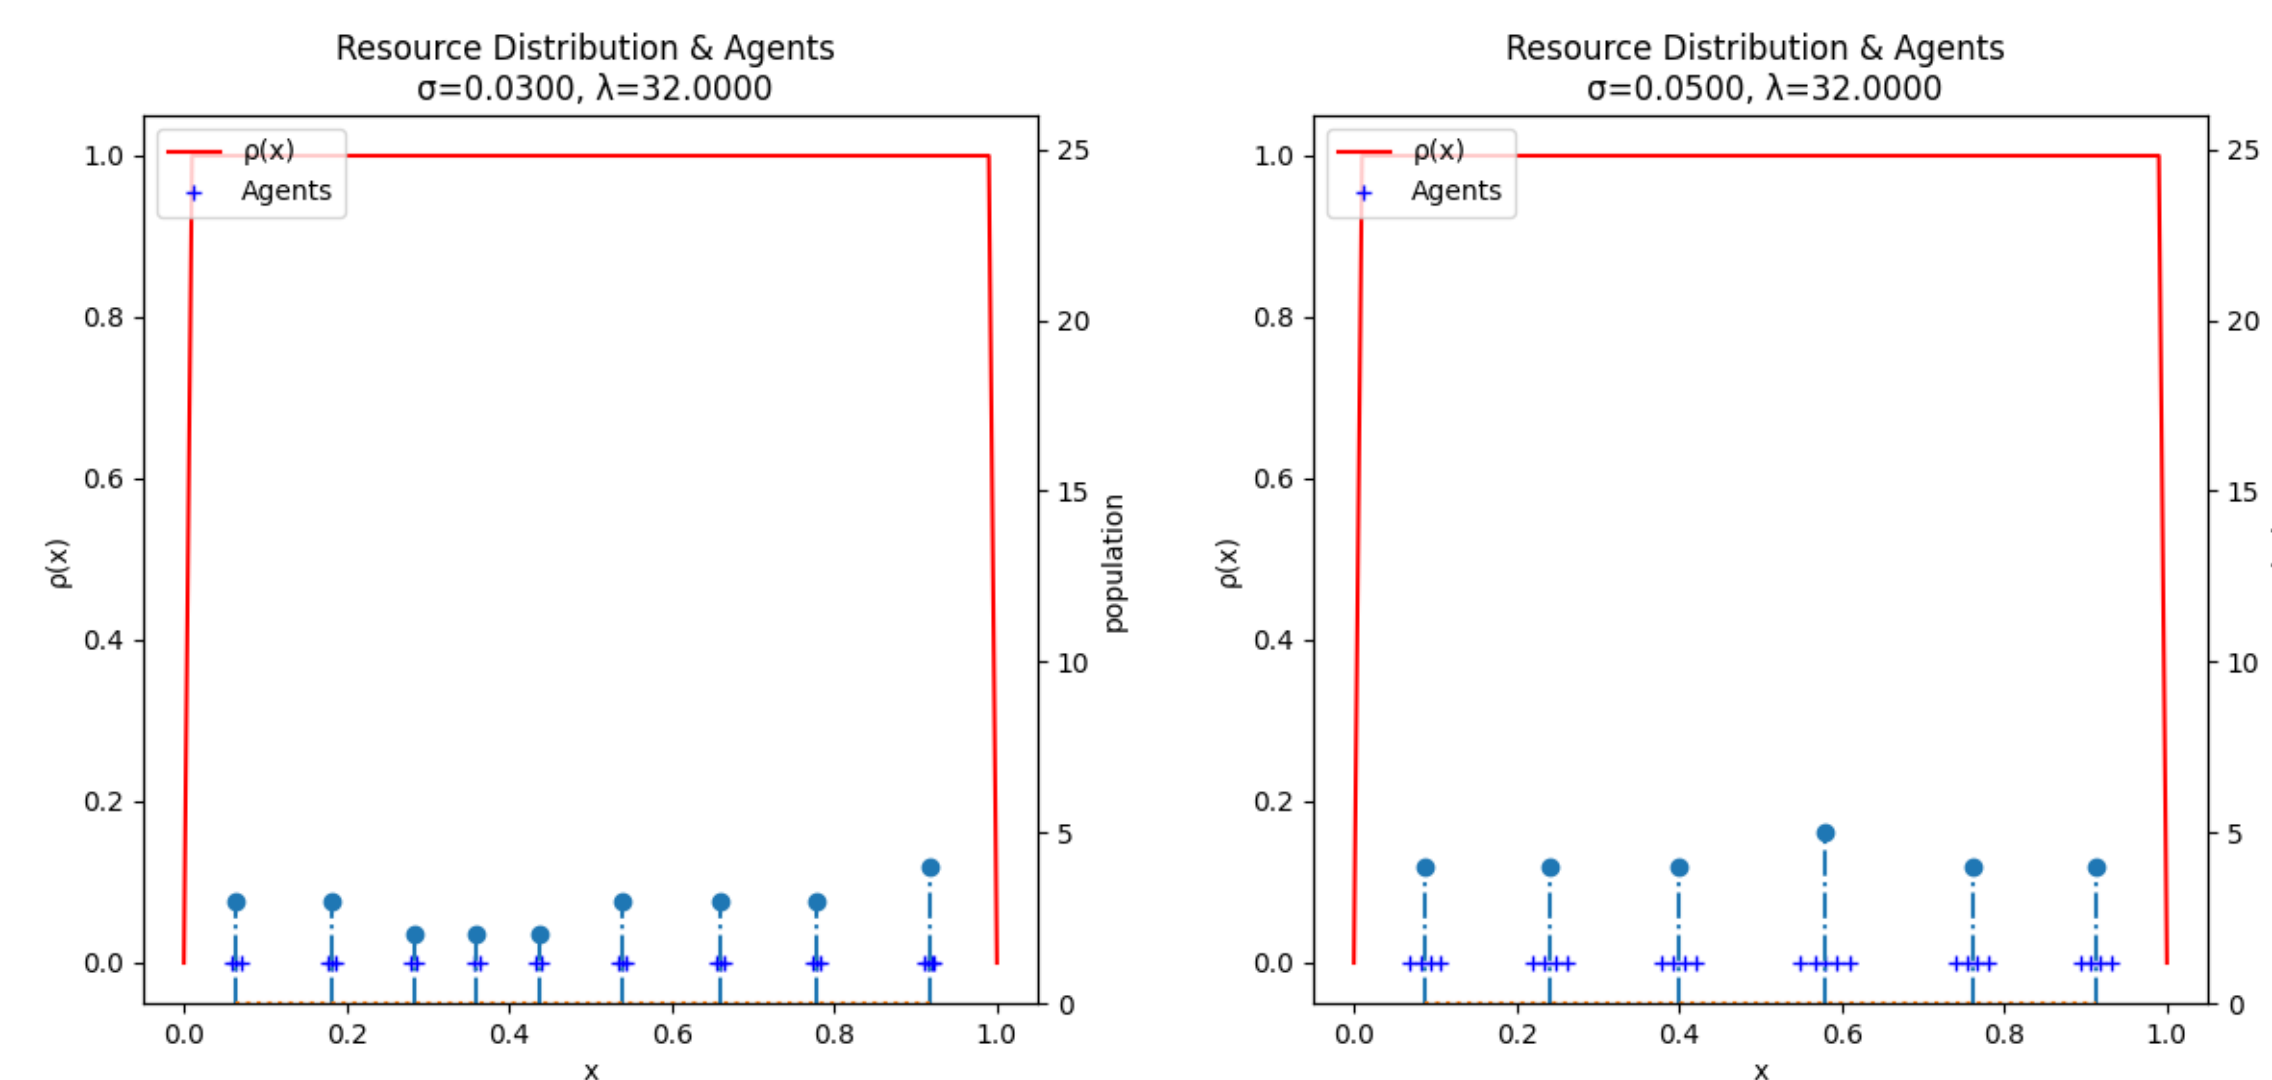 Resource Distribution & Agents
σ=0.0300, λ=32.0000
ρ(x)
Agents
1.0
0.8
0.6
0.4
0.2
0.0
ρ(x)
25
20
15
10
5
0
population
0.0 0.2 0.4 0.6 0.8 1.0
x
Resource Distribution & Agents
σ=0.0500, λ=32.0000
ρ(x)
Agents
1.0
0.8
0.6
0.4
0.2
0.0
ρ(x)
25
20
15
10
5
0
0.0 0.2 0.4 0.6 0.8 1.0
x